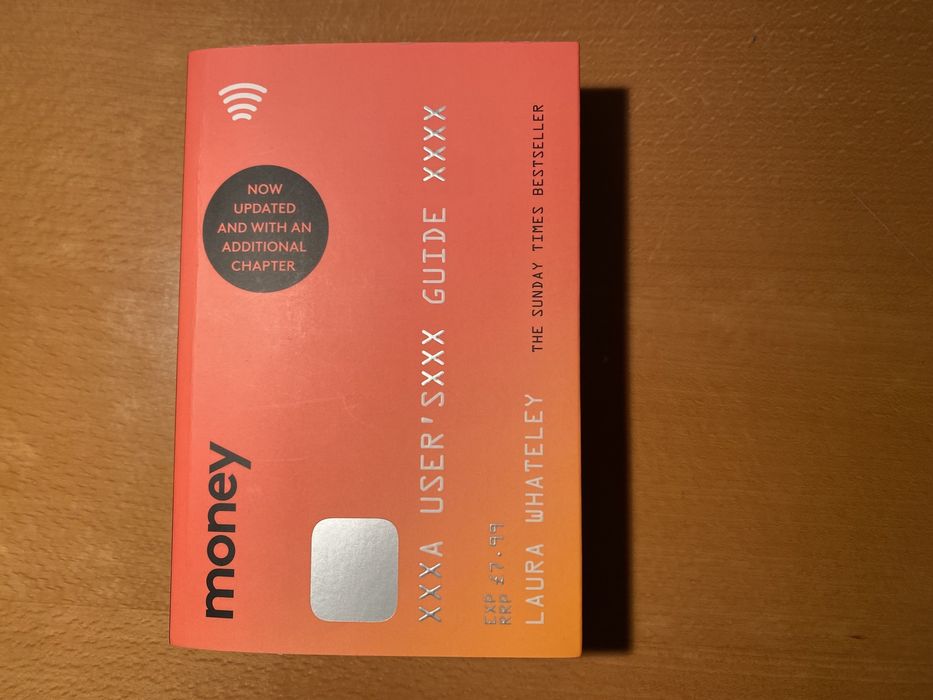 money
NOW
UPDATED
AND WITH AN
ADDITIONAL
CHAPTER
XXXA USER'SXXX GUIDE XXXX
EXP
RRP £7.99
LAURA WHATELEY
THE SUNDAY TIMES BESTSELLER